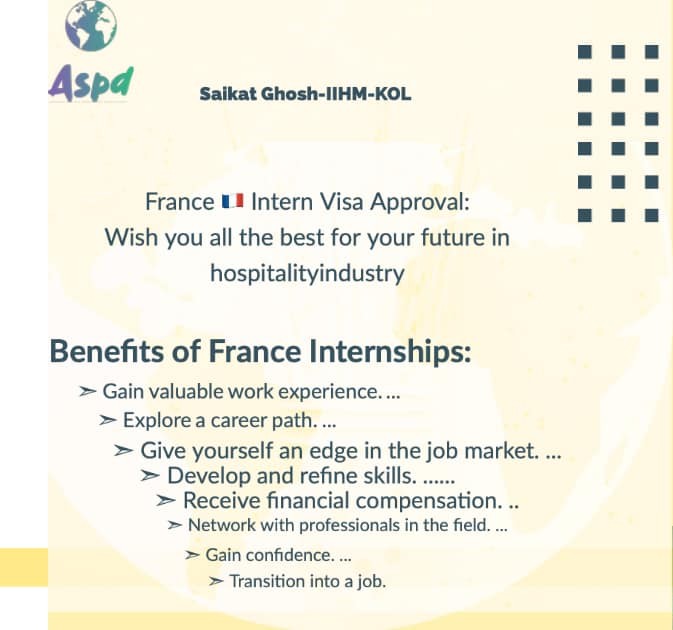 Aspd
Saikat Ghosh-IIHM-KOL
France 🇫🇷 Intern Visa Approval:
Wish you all the best for your future in
hospitalityindustry
Benefits of France Internships:
➢ Gain valuable work experience. ...
➢ Explore a career path. ...
➢ Give yourself an edge in the job market. ...
➢ Develop and refine skills. ......
➢ Receive financial compensation. ..
➢ Network with professionals in the field. ...
➢ Gain confidence. ...
➢ Transition into a job.